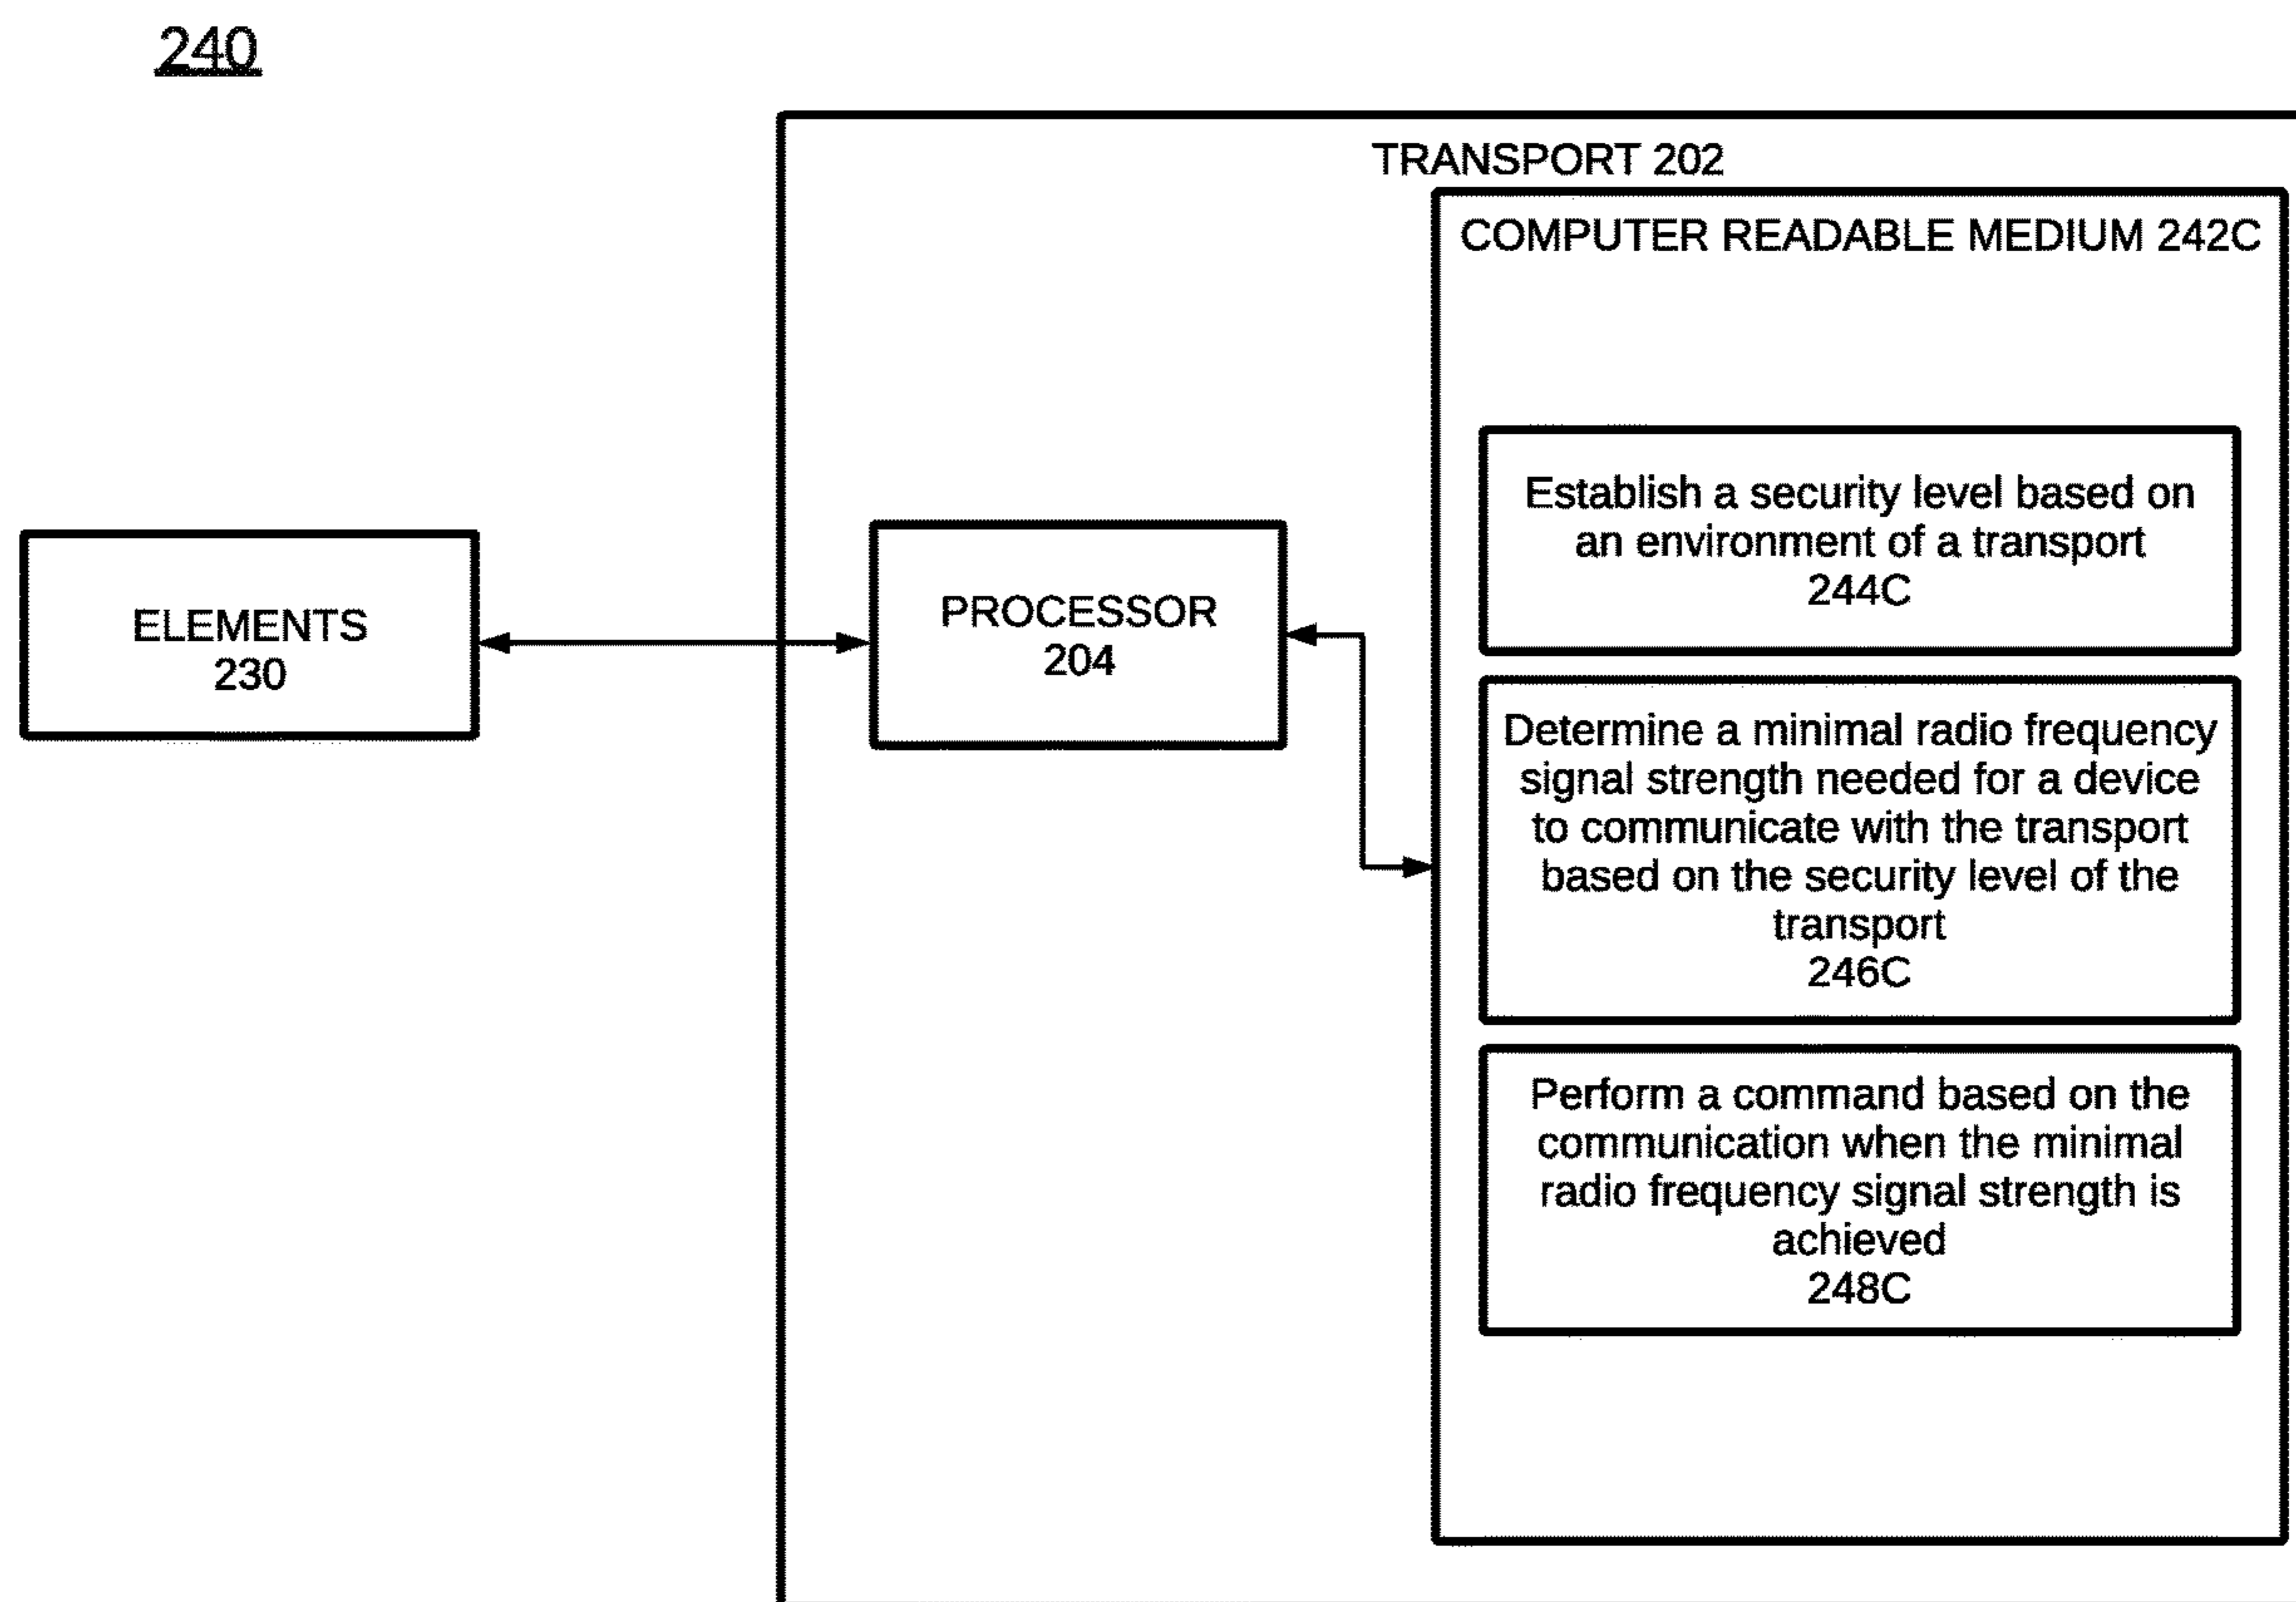 240
TRANSPORT 202
COMPUTER READABLE MEDIUM 242C
ELEMENTS
230
PROCESSOR
204
Establish a security level based on
an environment of a transport
244C
Determine a minimal radio frequency
signal strength needed for a device
to communicate with the transport
based on the security level of the
transport
246C
Perform a command based on the
communication when the minimal
radio frequency signal strength is
achieved
248C